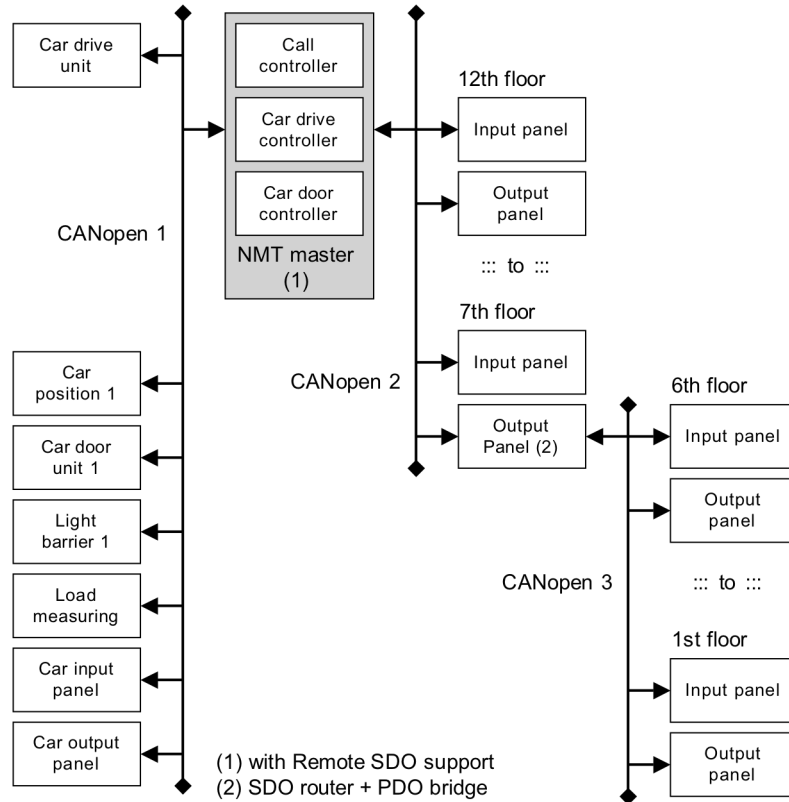 Car drive
unit
CANopen 1
Car
position 1
Car door
unit 1
Light
barrier 1
Load
measuring
Car input
panel
Car output
panel
Call
controller
Car drive
controller
Car door
controller
NMT master
(1)
CANopen 2
12th floor
Input panel
Output
panel
::: to :::
7th floor
Input panel
Output
Panel (2)
CANopen 3
6th floor
Input panel
Output
panel
::: to :::
1st floor
Input panel
Output
panel
(1) with Remote SDO support
(2) SDO router + PDO bridge